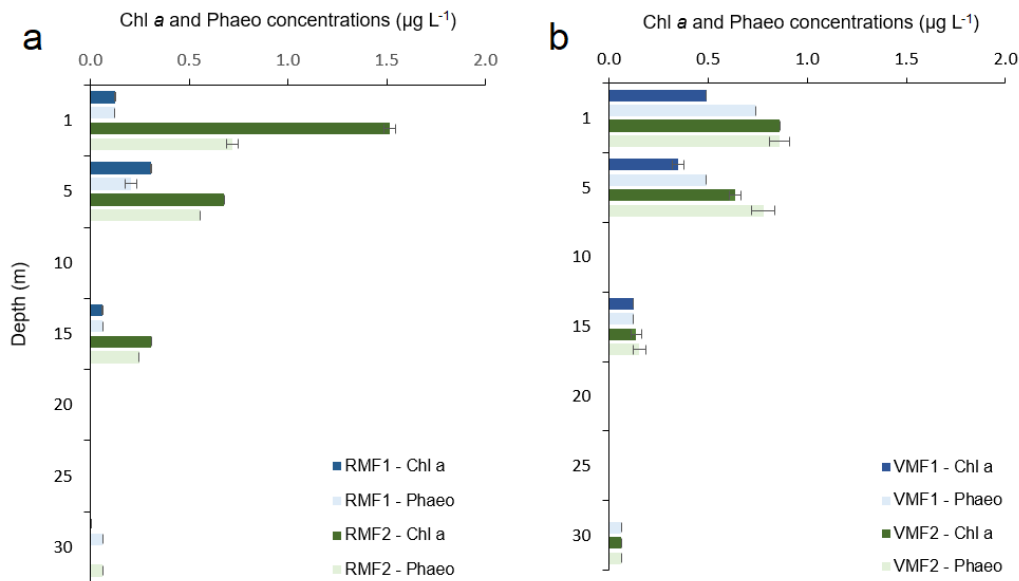 a
Chl a and Phaeo concentrations (µg L⁻¹)
0.0 0.5 1.0 1.5 2.0
Depth (m)
1
5
10
15
20
25
30
RMF1 - Chl a
RMF1 - Phaeo
RMF2 - Chl a
RMF2 - Phaeo
b
Chl a and Phaeo concentrations (µg L⁻¹)
0.0 0.5 1.0 1.5 2.0
1
5
10
15
20
25
30
VMF1 - Chl a
VMF1 - Phaeo
VMF2 - Chl a
VMF2 - Phaeo